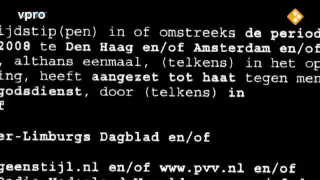 vpro
ijdstip(pen) in of omstreeks de period
2008 te Den Haag en/of Amsterdam en/of
, althans eenmaal, (telkens) in het op
ing, heeft aangezet tot haat tegen men
godsdienst, door (telkens) in
f
er-Limburgs Dagblad en/of
geenstijl.nl en/of www.pvv.nl en/of